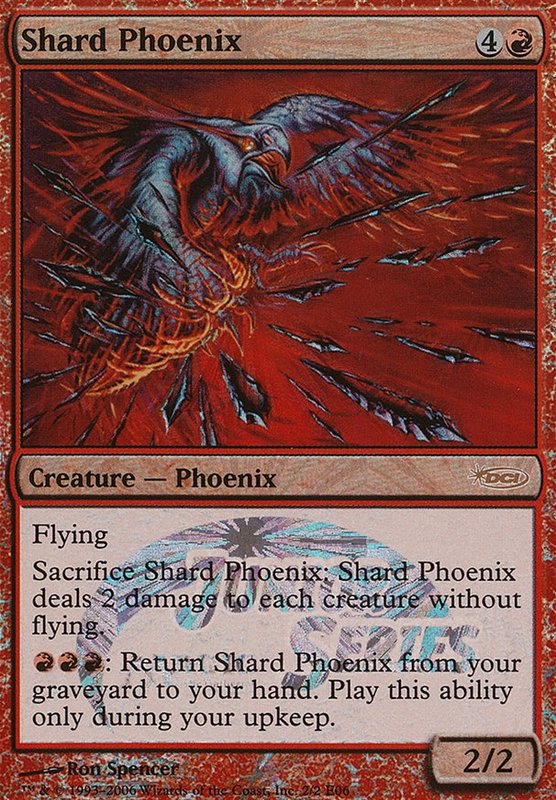 Shard Phoenix 4
Creature — Phoenix
DCI
Flying
Sacrifice Shard Phoenix: Shard Phoenix
deals 2 damage to each creature without
flying.
: Return Shard Phoenix from your
graveyard to your hand. Play this ability
only during your upkeep.
SERIES
2/2
Ron Spencer
™ & © 1993-2006 Wizards of the Coast, Inc. 2/2 E06